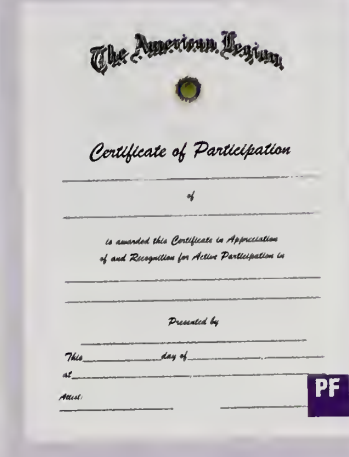 The American Legion
Certificate of Participation
of
is awarded this Certificate in Appreciation
of and Recognition for Active Participation in
Presented by
This day of
at
Attest:
PF